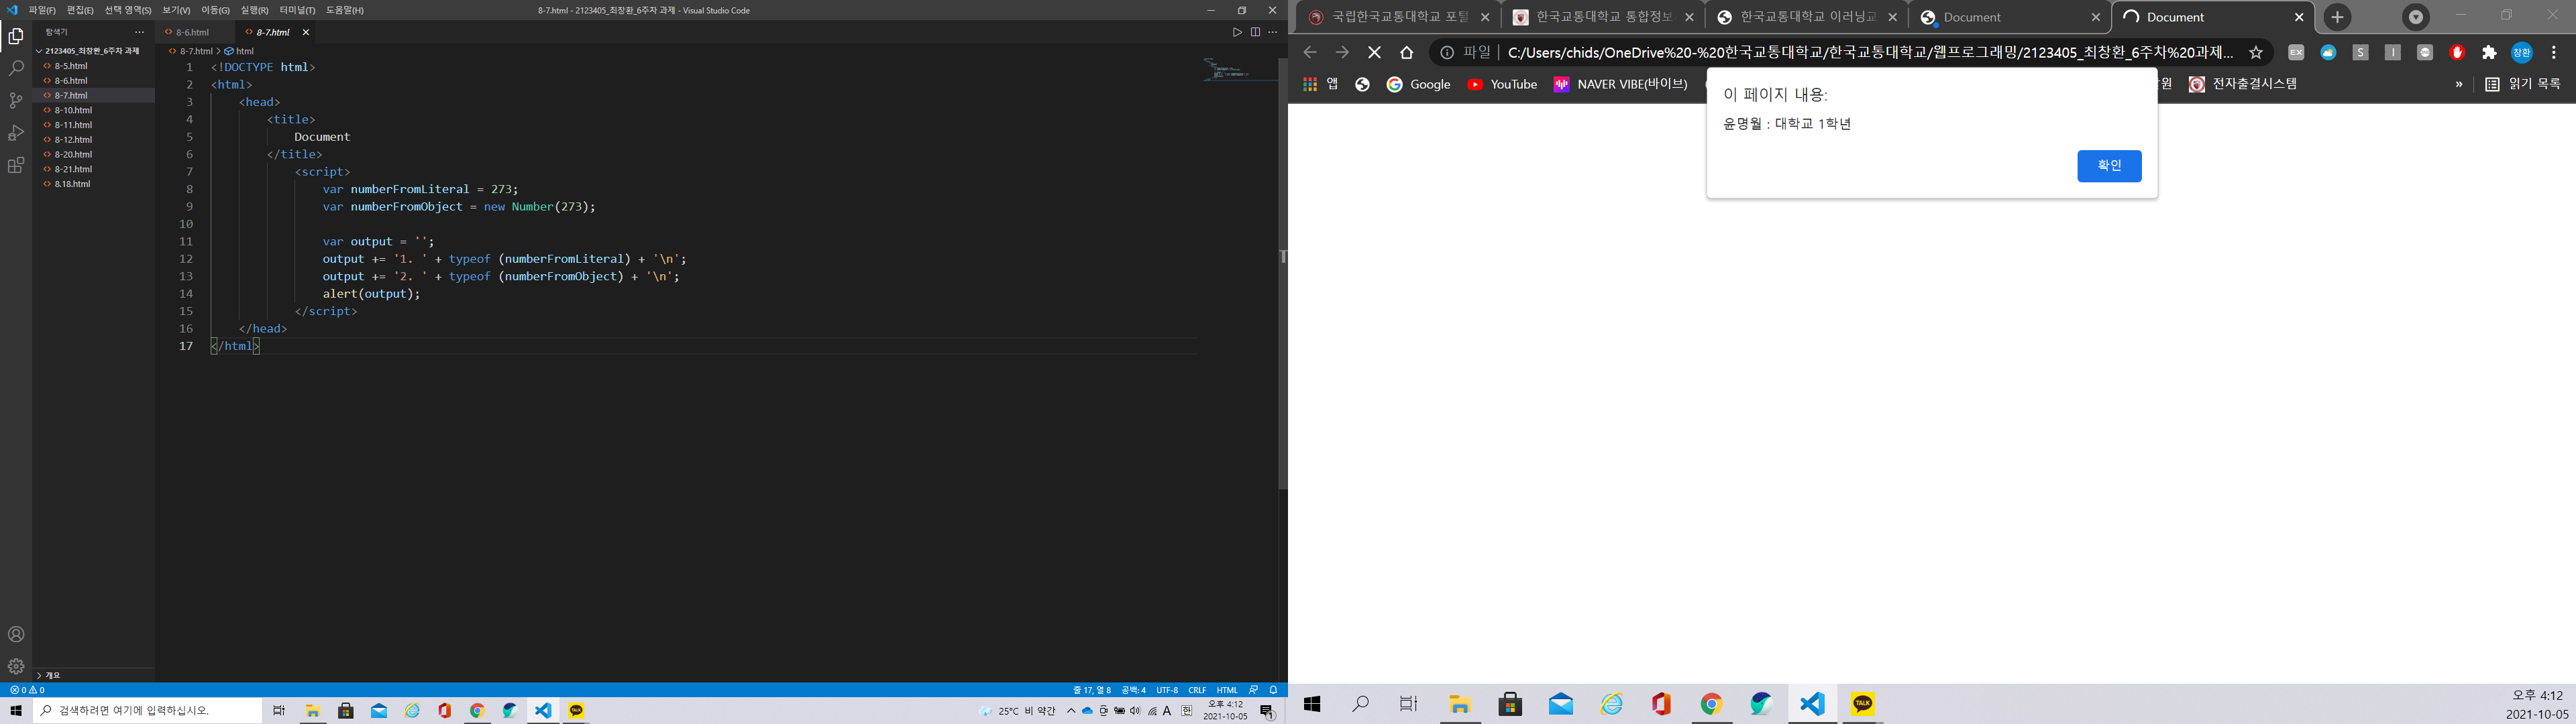 파일(F) 편집(E) 선택 영역(S) 보기(V) 이동(G) 실행(R) 터미널(T) 도움말(H)
8-7.html - 2123405_최창환_6주자 과제 - Visual Studio Code
탐색기
2123405_최창환_6주자 과제
8-5.html
8-6.html
8-7.html
8-10.html
8-11.html
8-12.html
8-20.html
8-21.html
8.18.html
개요
8-6.html 8-7.html
8-7.html > html
1 <!DOCTYPE html>
2 <html>
3 <head>
4 <title>
5 Document
6 </title>
7 <script>
8 var numberFromLiteral = 273;
9 var numberFromObject = new Number(273);
10
11 var output = '';
12 output += '1. ' + typeof (numberFromLiteral) + '\n';
13 output += '2. ' + typeof (numberFromObject) + '\n';
14 alert(output);
15 </script>
16 </head>
17 </html>
0 0
줄 17, 열 8 공백: 4 UTF-8 CRLF HTML
검색하려면 여기에 입력하십시오.
TALK
25°C 비 약간
A
한
오후 4:12
2021-10-05
1
국립한국교통대학교 포털 한국교통대학교 통합정보 한국교통대학교 이러닝 Document Document
파일 | C:/Users/chids/OneDrive%20-%20한국교통대학교/한국교통대학교/웹프로그래밍/2123405_최창환_6주차%20과제...
EX S I 창환
앱 Google YouTube NAVER VIBE(바이브) 원 전자출결시스템 » 읽기 목록
이 페이지 내용:
윤명월 : 대학교 1학년
확인
TALK
오후 4:12
2021-10-05